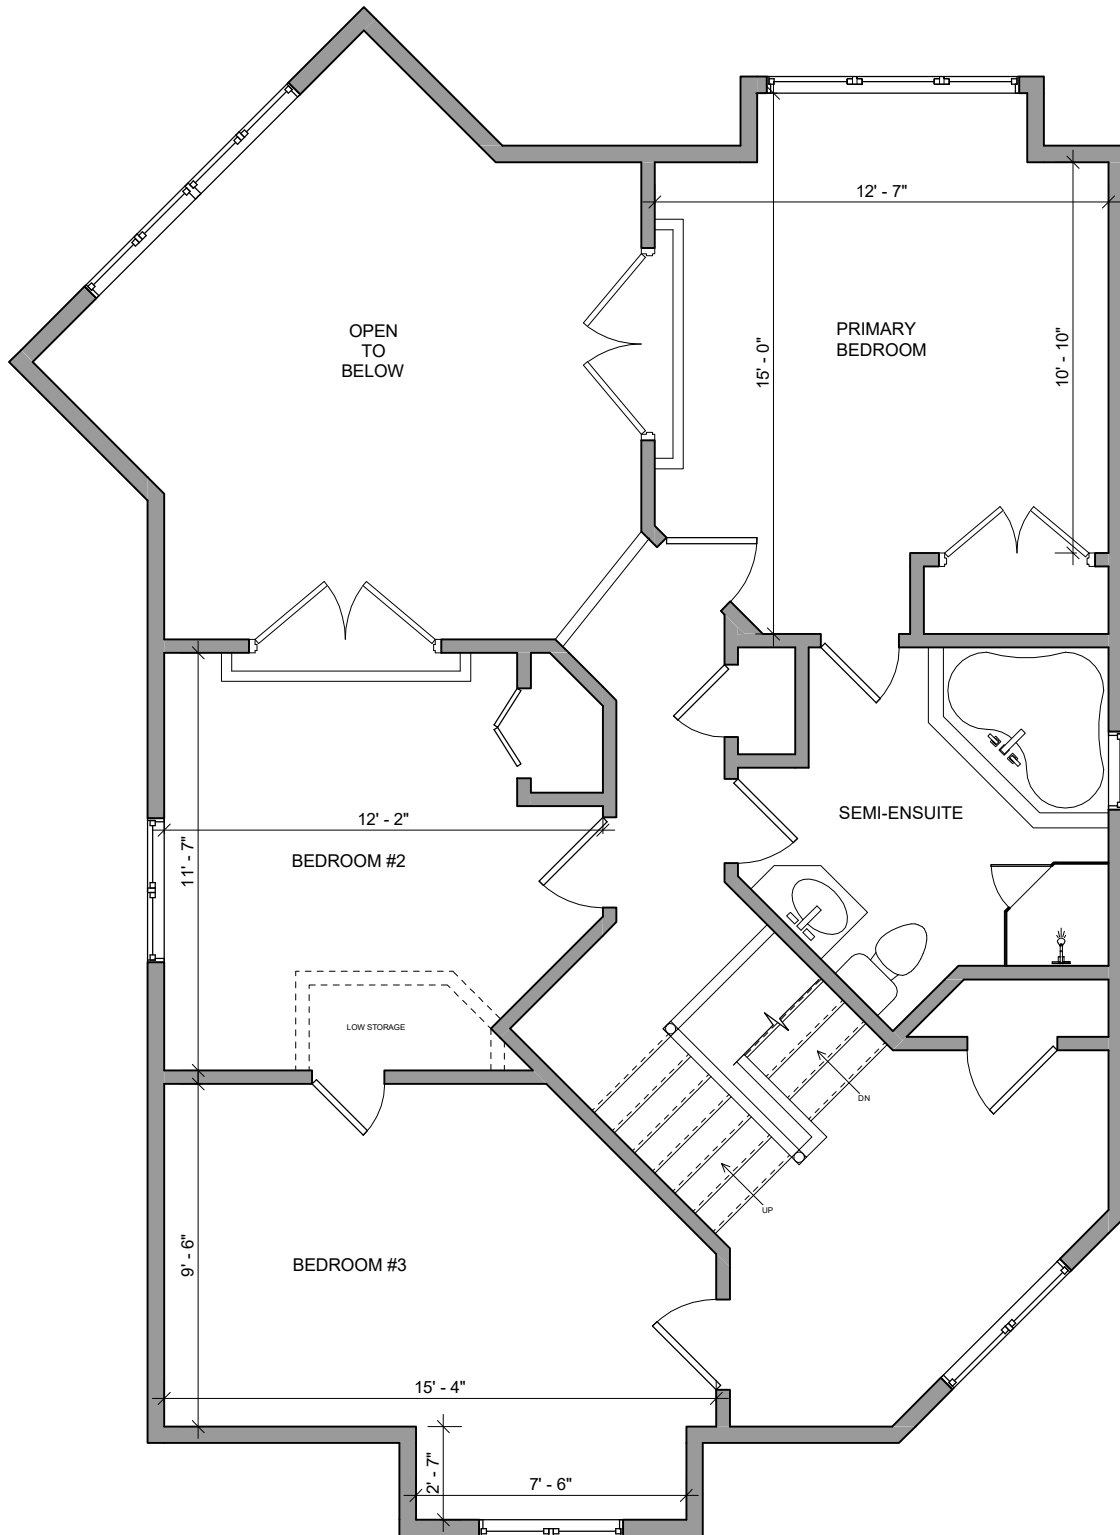 12' - 7"
OPEN
TO
BELOW
PRIMARY
BEDROOM
15' - 0"
10' - 10"
12' - 2"
SEMI-ENSUITE
BEDROOM #2
11' - 7"
LOW STORAGE
DN
UP
9' - 6"
BEDROOM #3
15' - 4"
2' - 7"
7' - 6"